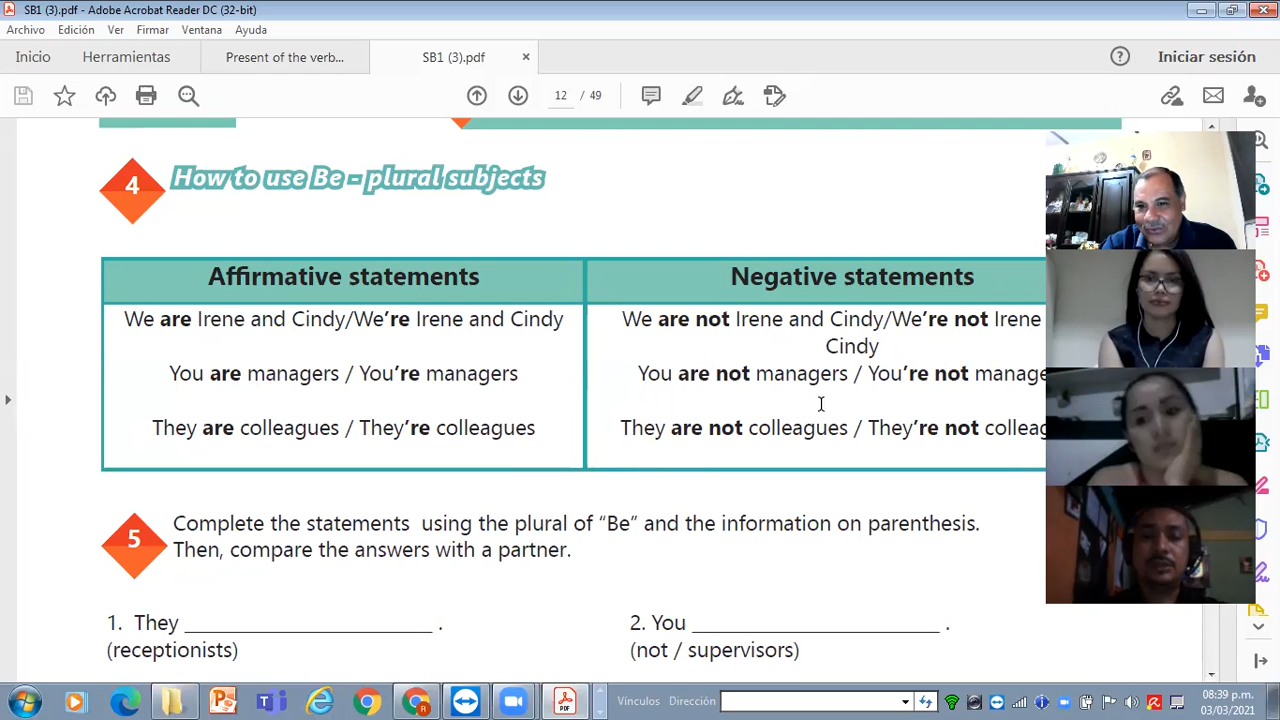 SB1 (3).pdf - Adobe Acrobat Reader DC (32-bit)
Archivo Edición Ver Firmar Ventana Ayuda
Inicio Herramientas Present of the verb... SB1 (3).pdf × Iniciar sesión
12 / 49
4 How to use Be - plural subjects
Affirmative statements Negative statements
We are Irene and Cindy/We're Irene and Cindy We are not Irene and Cindy/We're not Irene
Cindy
You are managers / You're managers You are not managers / You're not manage
They are colleagues / They're colleagues They are not colleagues / They're not colleag
5 Complete the statements using the plural of "Be" and the information on parenthesis.
Then, compare the answers with a partner.
1. They ________________________ . 2. You ________________________ .
(receptionists) (not / supervisors)
Vínculos Dirección 08:39 p.m.
03/03/2021